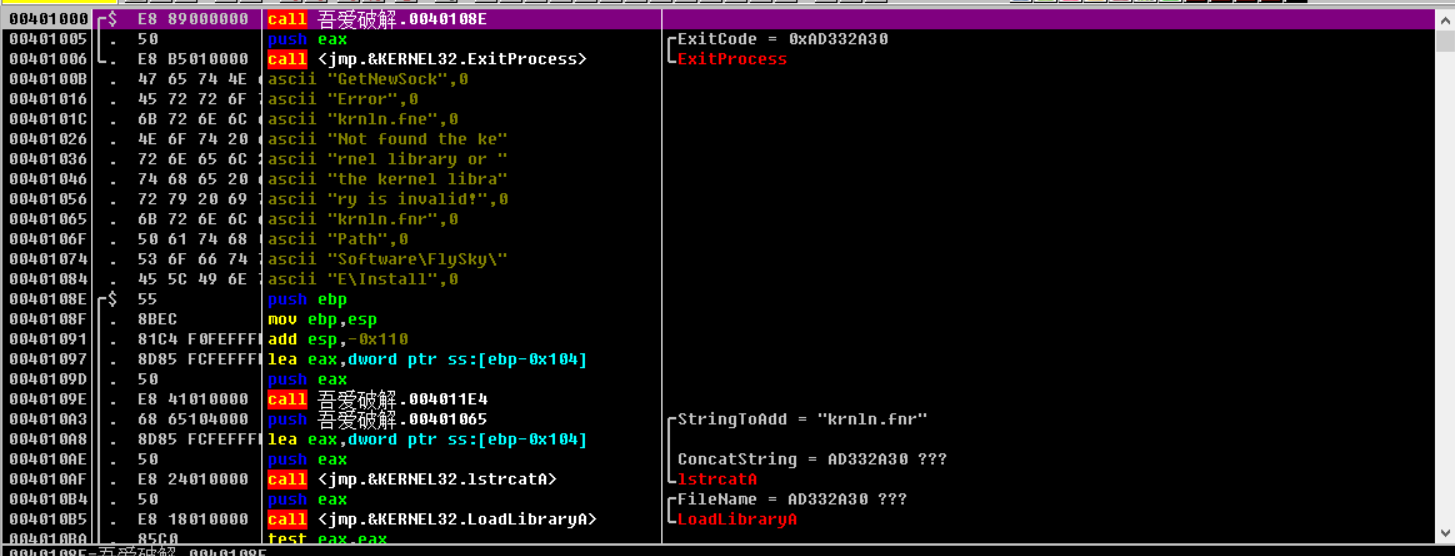 00401000 $ E8 89000000 call 吾爱破解.0040108E
00401005 . 50 push eax ExitCode = 0xAD332A30
00401006 . E8 B5010000 call <jmp.&KERNEL32.ExitProcess> ExitProcess
0040100B . 47 65 74 4E ascii "GetNewSock",0
00401016 . 45 72 72 6F ascii "Error",0
0040101C . 6B 72 6E 6C ascii "krnln.fne",0
00401026 . 4E 6F 74 20 ascii "Not found the ke"
00401036 . 72 6E 65 6C ascii "rnel library or "
00401046 . 74 68 65 20 ascii "the kernel libra"
00401056 . 72 79 20 69 ascii "ry is invalid!",0
00401065 . 6B 72 6E 6C ascii "krnln.fnr",0
0040106F . 50 61 74 68 ascii "Path",0
00401074 . 53 6F 66 74 ascii "Software\FlySky\"
00401084 . 45 5C 49 6E ascii "E\Install",0
0040108E $ 55 push ebp
0040108F . 8BEC mov ebp,esp
00401091 . 81C4 F0FEFFF add esp,-0x110
00401097 . 8D85 FCFEFFF lea eax,dword ptr ss:[ebp-0x104]
0040109D . 50 push eax
0040109E . E8 41010000 call 吾爱破解.004011E4
004010A3 . 68 65104000 push 吾爱破解.00401065 StringToAdd = "krnln.fnr"
004010A8 . 8D85 FCFEFFF lea eax,dword ptr ss:[ebp-0x104]
004010AE . 50 push eax ConcatString = AD332A30 ???
004010AF . E8 24010000 call <jmp.&KERNEL32.lstrcatA> lstrcatA
004010B4 . 50 push eax FileName = AD332A30 ???
004010B5 . E8 18010000 call <jmp.&KERNEL32.LoadLibraryA> LoadLibraryA
004010BA . 85C0 test eax,eax
0040108E=吾爱破解.0040108E